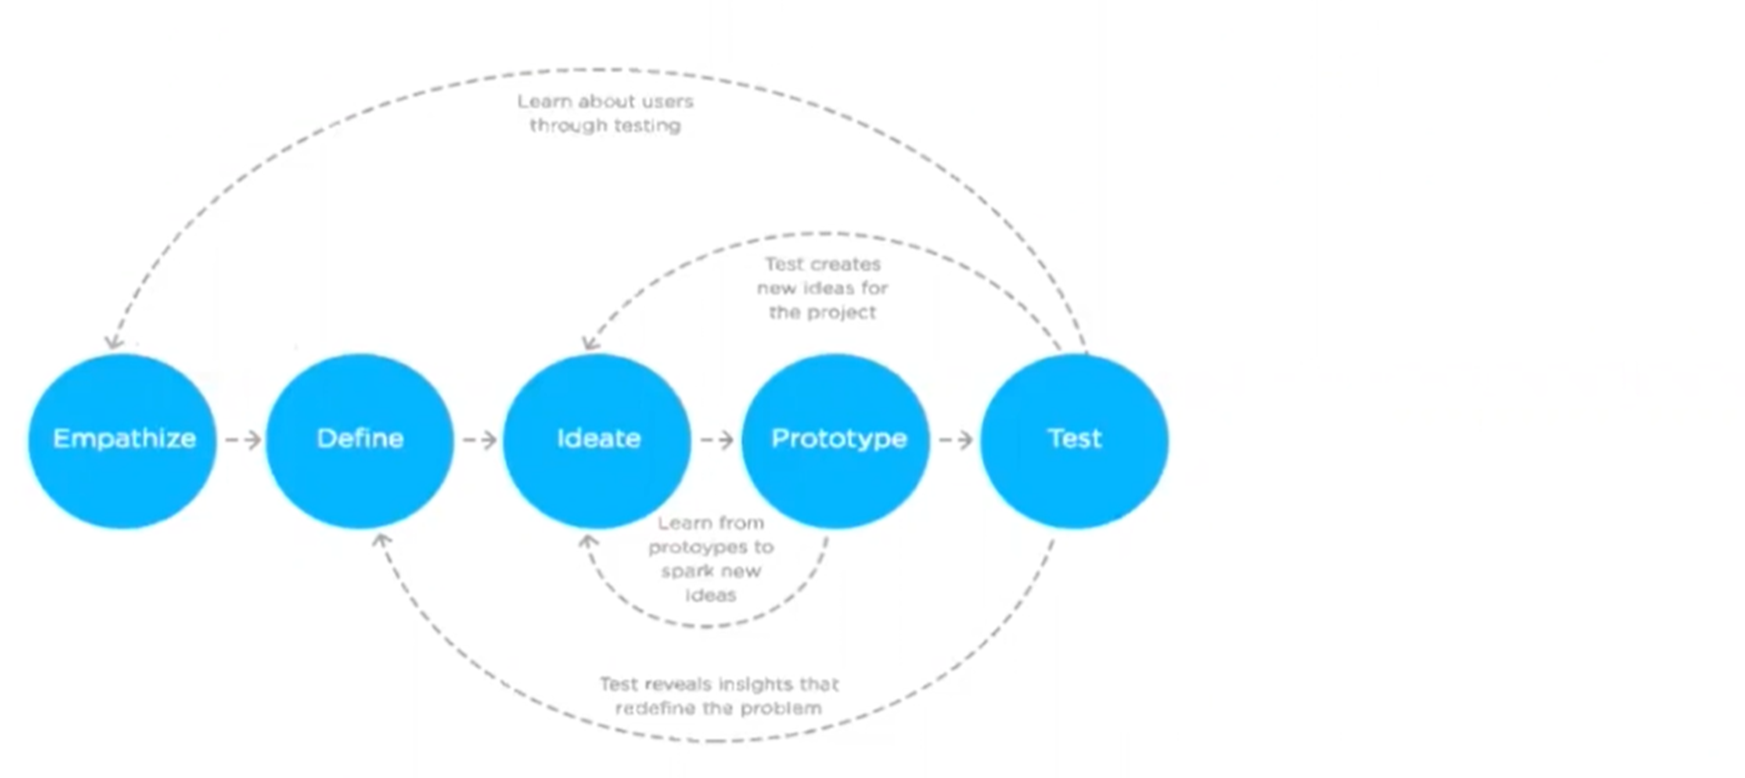 Learn about users
through testing
Test creates
new ideas for
the project
Empathize
Define
Ideate
Prototype
Test
Learn from
protoypes to
spark new
ideas
Test reveals insights that
redefine the problem